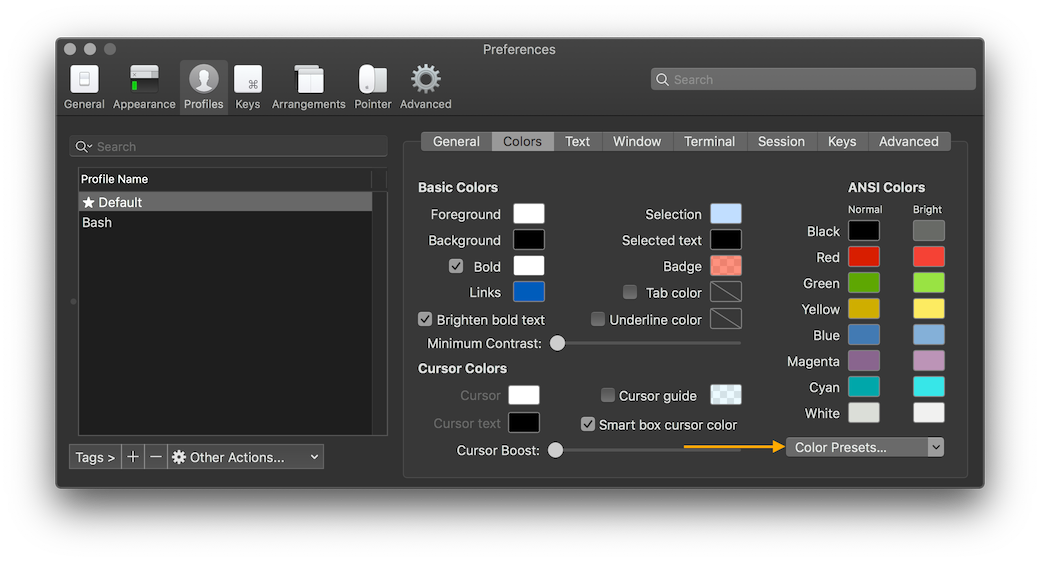 Preferences
General Appearance Profiles Keys Arrangements Pointer Advanced
Search
Search
Profile Name
★ Default
Bash
Tags > + − Other Actions...
General Colors Text Window Terminal Session Keys Advanced
Basic Colors
Foreground
Background
Bold
Links
Brighten bold text
Minimum Contrast:
Selection
Selected text
Badge
Tab color
Underline color
Cursor Colors
Cursor
Cursor text
Cursor Boost:
Cursor guide
Smart box cursor color
ANSI Colors
Normal Bright
Black
Red
Green
Yellow
Blue
Magenta
Cyan
White
Color Presets...